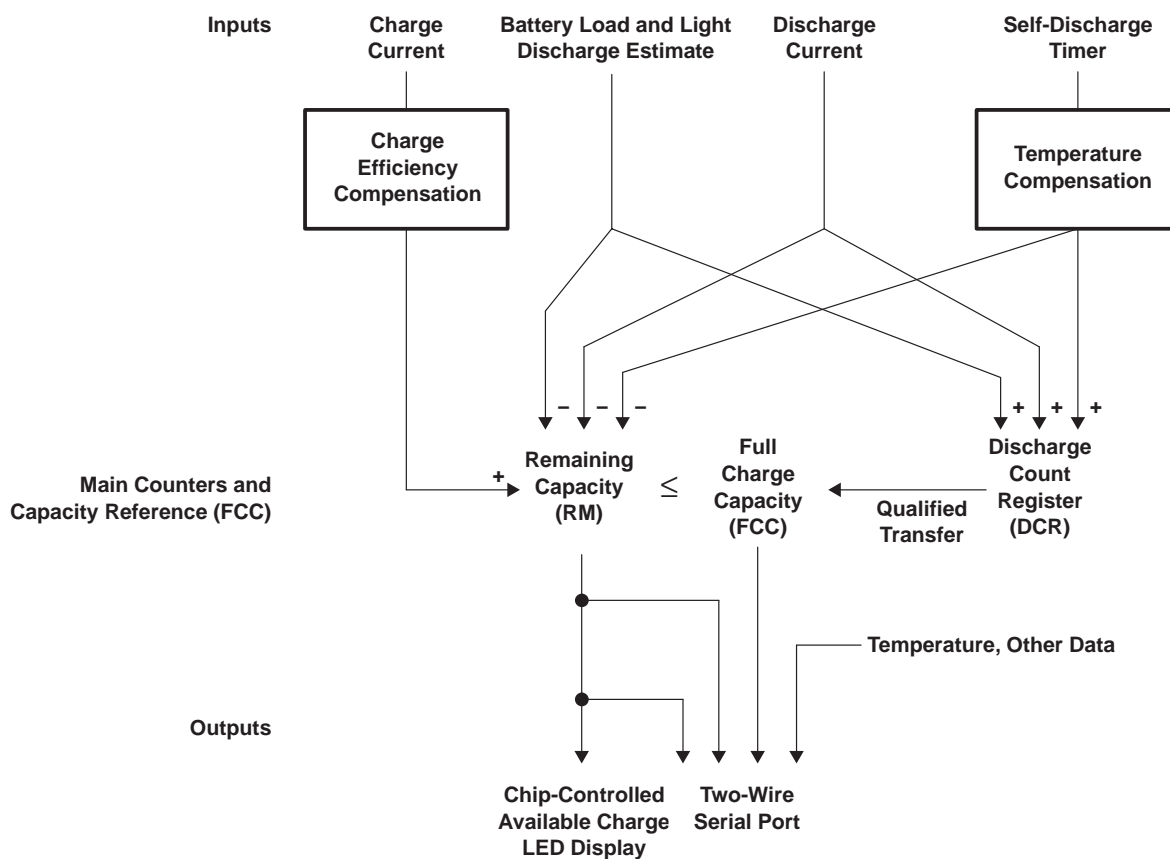 Inputs
Charge
Current
Battery Load and Light
Discharge Estimate
Discharge
Current
Self-Discharge
Timer
Charge
Efficiency
Compensation
Temperature
Compensation
– – –
+ + +
Main Counters and
Capacity Reference (FCC)
+
Remaining
Capacity
(RM)
≤
Full
Charge
Capacity
(FCC)
Qualified
Transfer
Discharge
Count
Register
(DCR)
Temperature, Other Data
Outputs
Chip-Controlled
Available Charge
LED Display
Two-Wire
Serial Port